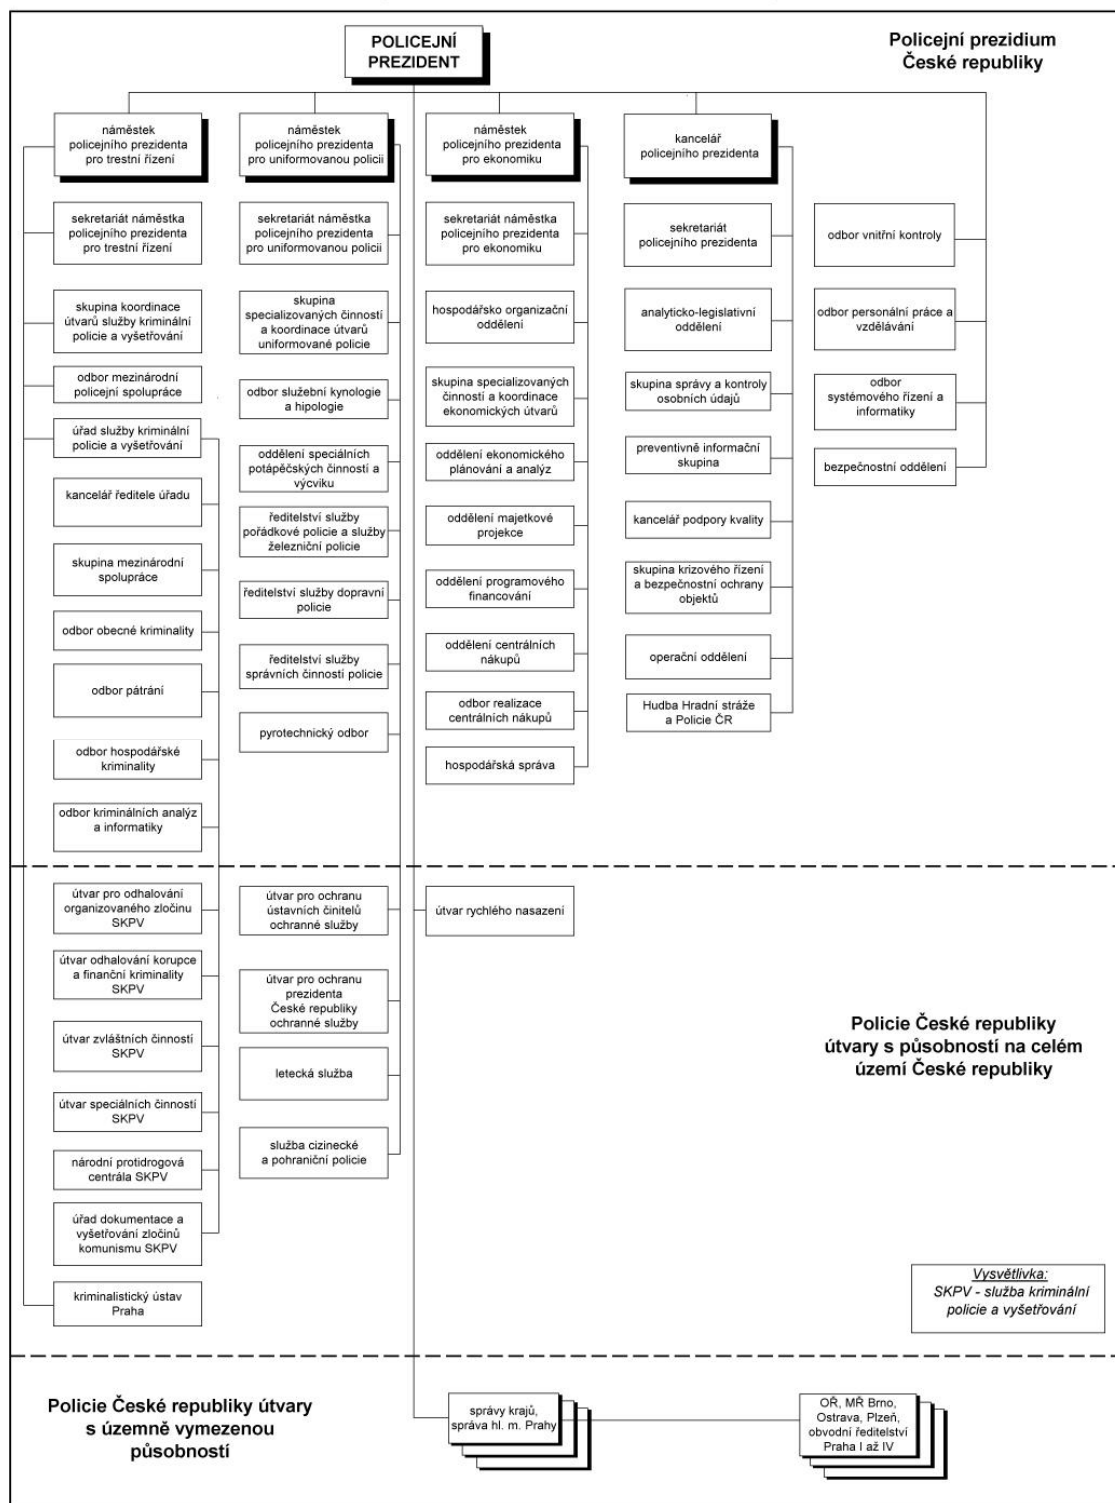 POLICEJNÍ
PREZIDENT
Policejní prezidium
České republiky
náměstek
policejního prezidenta
pro trestní řízení
sekretariát náměstka
policejního prezidenta
pro trestní řízení
skupina koordinace
útvarů služby kriminální
policie a vyšetřování
odbor mezinárodní
policejní spolupráce
úřad služby kriminální
policie a vyšetřování
kancelář ředitele úřadu
skupina mezinárodní
spolupráce
odbor obecné kriminality
odbor pátrání
odbor hospodářské
kriminality
odbor kriminálních analýz
a informatiky
náměstek
policejního prezidenta
pro uniformovanou policii
sekretariát náměstka
policejního prezidenta
pro uniformovanou policii
skupina
specializovaných činností
a koordinace útvarů
uniformované policie
odbor služební kynologie
a hipologie
oddělení speciálních
potápěčských činností a
výcviku
ředitelství služby
pořádkové policie a služby
železniční policie
ředitelství služby dopravní
policie
ředitelství služby
správních činností policie
pyrotechnický odbor
náměstek
policejního prezidenta
pro ekonomiku
sekretariát náměstka
policejního prezidenta
pro ekonomiku
hospodářsko organizační
oddělení
skupina specializovaných
činností a koordinace
ekonomických útvarů
oddělení ekonomického
plánování a analýz
oddělení majetkové
projekce
oddělení programového
financování
oddělení centrálních
nákupů
odbor realizace
centrálních nákupů
hospodářská správa
kancelář
policejního prezidenta
sekretariát
policejního prezidenta
analyticko-legislativní
oddělení
skupina správy a kontroly
osobních údajů
preventivně informační
skupina
kancelář podpory kvality
skupina krizového řízení
a bezpečnostní ochrany
objektů
operační oddělení
Hudba Hradní stráže
a Policie ČR
odbor vnitřní kontroly
odbor personální práce a
vzdělávání
odbor
systémového řízení a
informatiky
bezpečnostní oddělení
útvar pro odhalování
organizovaného zločinu
SKPV
útvar odhalování korupce
a finanční kriminality
SKPV
útvar zvláštních činností
SKPV
útvar speciálních činností
SKPV
národní protidrogová
centrála SKPV
úřad dokumentace a
vyšetřování zločinů
komunismu SKPV
kriminalistický ústav
Praha
útvar pro ochranu
ústavních činitelů
ochranné služby
útvar pro ochranu
prezidenta
České republiky
ochranné služby
letecká služba
služba cizinecké
a pohraniční policie
útvar rychlého nasazení
Policie České republiky
útvary s působností na celém
území České republiky
Vysvětlivka:
SKPV - služba kriminální
policie a vyšetřování
Policie České republiky útvary
s územně vymezenou
působností
správy krajů,
správa hl. m. Prahy
OŘ, MŘ Brno,
Ostrava, Plzeň,
obvodní ředitelství
Praha I až IV